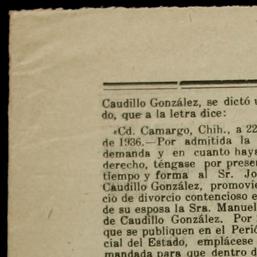 Caudillo González, se dictó u
do, que a la letra dice:
«Cd. Camargo, Chih., a 22
de 1936.—Por admitida la
demanda y en cuanto haya
derecho, téngase por presen
tiempo y forma al Sr. Jo
Caudillo González, promovie
cio de divorcio contencioso e
de su esposa la Sra. Manuel
de Caudillo González. Por
que se publiquen en el Perió
cial del Estado, emplácese
mandada para que dentro d